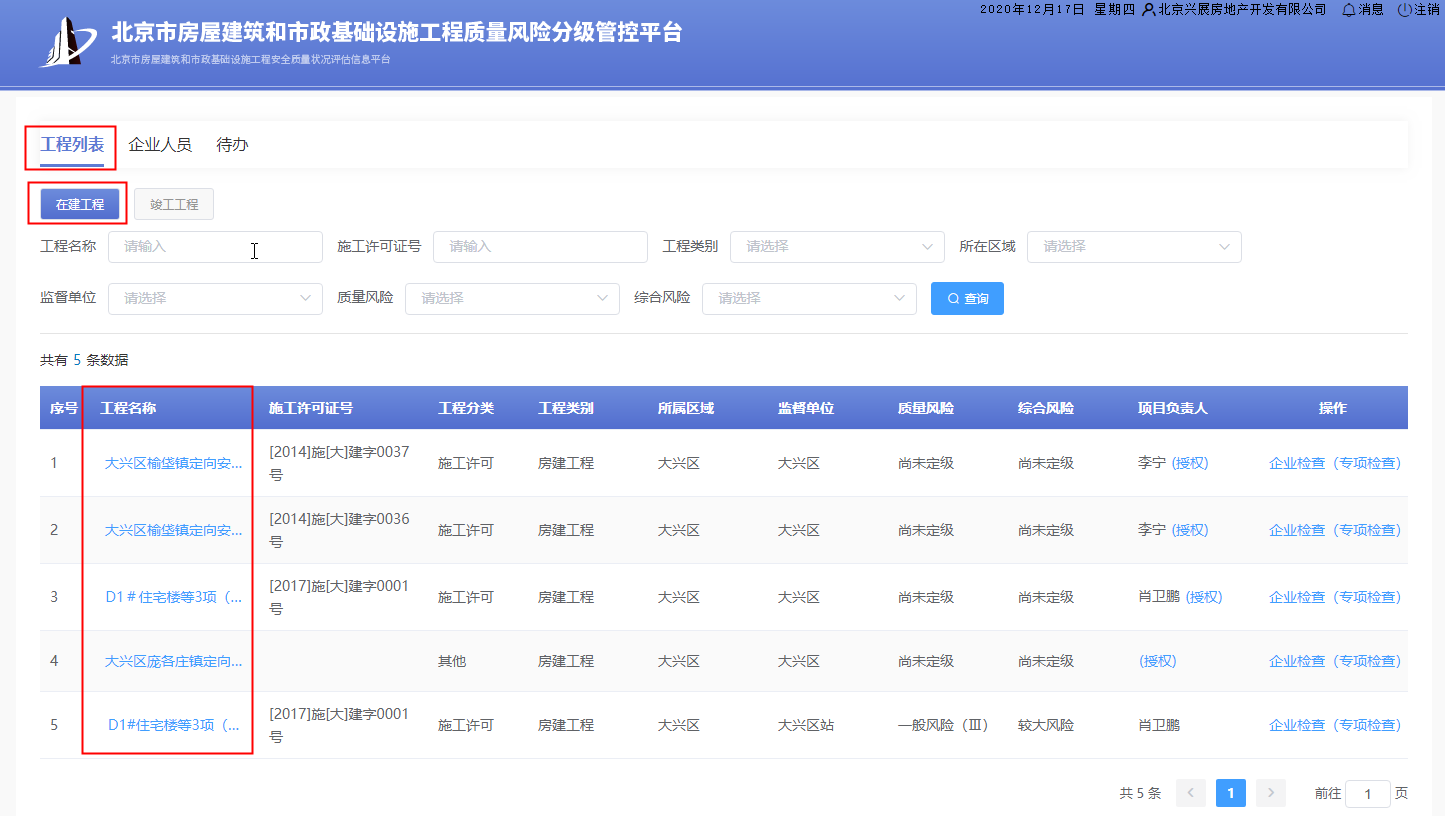 2020年12月17日 星期四 北京兴展房地产开发有限公司 消息 注销
北京市房屋建筑和市政基础设施工程质量风险分级管控平台
北京市房屋建筑和市政基础设施工程安全质量状况评估信息平台
工程列表 企业人员 待办
在建工程 竣工工程
工程名称 请输入 施工许可证号 请输入 工程类别 请选择 所在区域 请选择
监督单位 请选择 质量风险 请选择 综合风险 请选择 查询
共有 5 条数据
序号 工程名称 施工许可证号 工程分类 工程类别 所属区域 监督单位 质量风险 综合风险 项目负责人 操作
1 大兴区榆垡镇定向安... [2014]施[大]建字0037
号 施工许可 房建工程 大兴区 大兴区 尚未定级 尚未定级 李宁 (授权) 企业检查（专项检查）
2 大兴区榆垡镇定向安... [2014]施[大]建字0036
号 施工许可 房建工程 大兴区 大兴区 尚未定级 尚未定级 李宁 (授权) 企业检查（专项检查）
3 D1＃住宅楼等3项（... [2017]施[大]建字0001
号 施工许可 房建工程 大兴区 大兴区 尚未定级 尚未定级 肖卫鹏 (授权) 企业检查（专项检查）
4 大兴区庞各庄镇定向... 其他 房建工程 大兴区 大兴区 尚未定级 尚未定级 (授权) 企业检查（专项检查）
5 D1#住宅楼等3项（... [2017]施[大]建字0001
号 施工许可 房建工程 大兴区 大兴区站 一般风险（Ⅲ） 较大风险 肖卫鹏 企业检查（专项检查）
共 5 条 < 1 > 前往 1 页